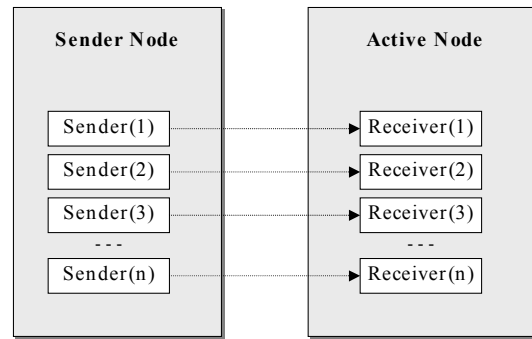 Sender Node
Active Node
Sender(1)
Receiver(1)
Sender(2)
Receiver(2)
Sender(3)
Receiver(3)
- - -
- - -
Sender(n)
Receiver(n)